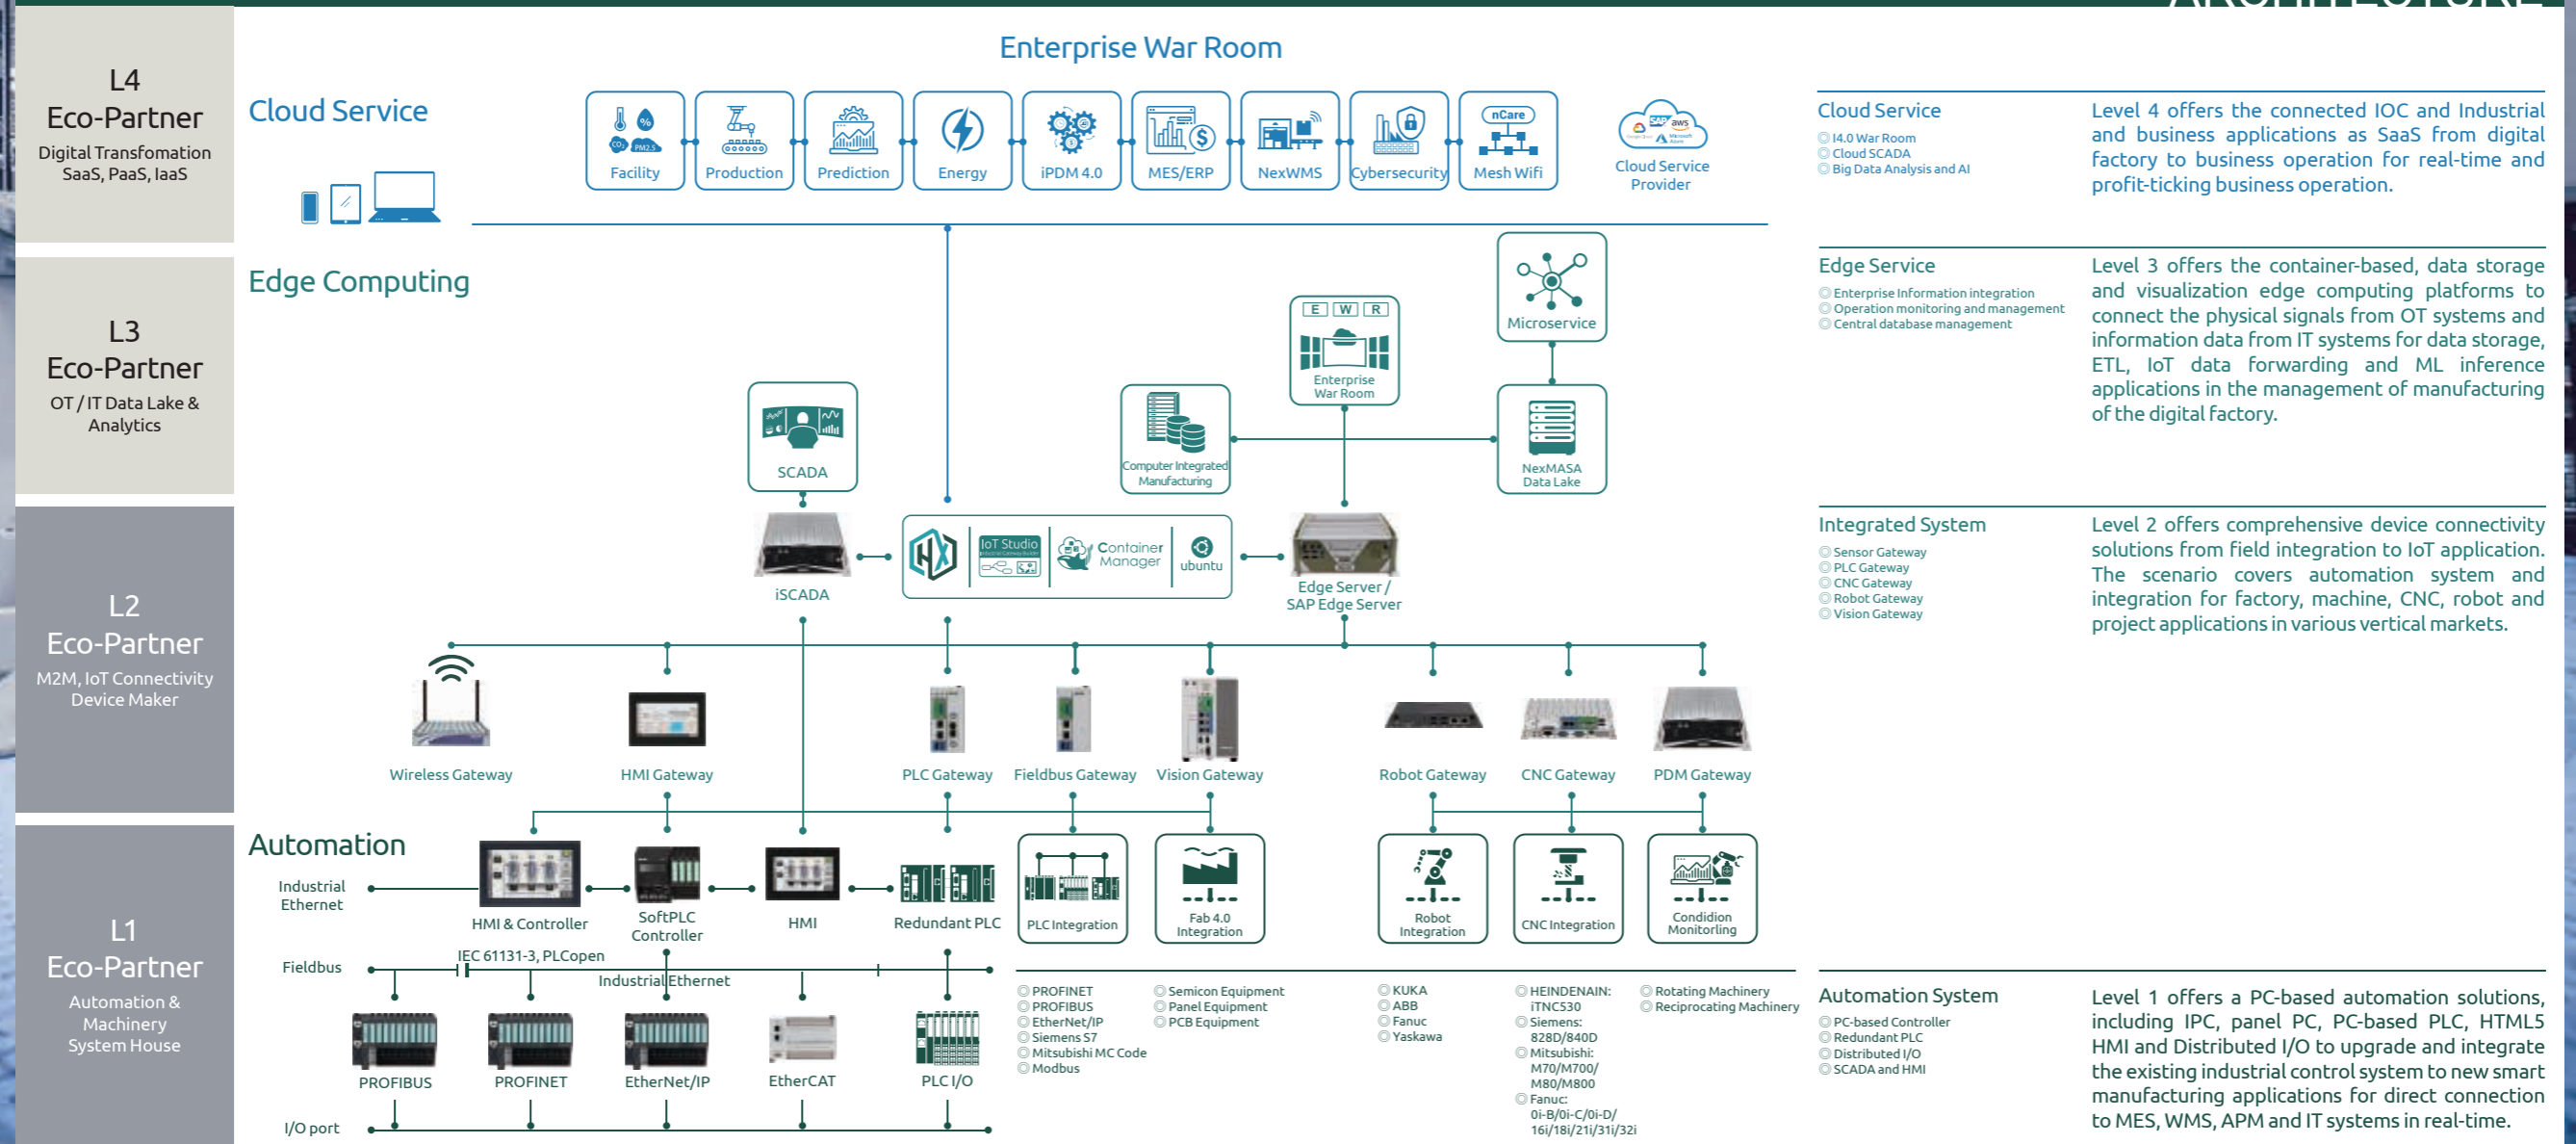 ARCHITECTURE
Enterprise War Room
L4
Eco-Partner
Digital Transfomation
SaaS, PaaS, IaaS
Cloud Service
CO₂
%
PM2.5
Facility
Production
Prediction
Energy
iPDM 4.0
$
MES/ERP
NexWMS
Cybersecurity
nCare
Mesh Wifi
SAP
aws
Microsoft
Azure
Cloud Service
Provider
Cloud Service
◎ I4.0 War Room
◎ Cloud SCADA
◎ Big Data Analysis and AI
Level 4 offers the connected IOC and Industrial
and business applications as SaaS from digital
factory to business operation for real-time and
profit-ticking business operation.
L3
Eco-Partner
OT / IT Data Lake &
Analytics
Edge Computing
SCADA
Computer Integrated
Manufacturing
E W R
Enterprise
War Room
Microservice
NexMASA
Data Lake
Edge Service
◎ Enterprise Information integration
◎ Operation monitoring and management
◎ Central database management
Level 3 offers the container-based, data storage
and visualization edge computing platforms to
connect the physical signals from OT systems and
information data from IT systems for data storage,
ETL, IoT data forwarding and ML inference
applications in the management of manufacturing
of the digital factory.
L2
Eco-Partner
M2M, IoT Connectivity
Device Maker
iSCADA
IoT Studio
Container
Manager
ubuntu
Edge Server /
SAP Edge Server
Wireless Gateway
HMI Gateway
PLC Gateway
Fieldbus Gateway
Vision Gateway
Robot Gateway
CNC Gateway
PDM Gateway
Integrated System
◎ Sensor Gateway
◎ PLC Gateway
◎ CNC Gateway
◎ Robot Gateway
◎ Vision Gateway
Level 2 offers comprehensive device connectivity
solutions from field integration to IoT application.
The scenario covers automation system and
integration for factory, machine, CNC, robot and
project applications in various vertical markets.
L1
Eco-Partner
Automation &
Machinery
System House
Automation
Industrial
Ethernet
HMI & Controller
SoftPLC
Controller
HMI
Redundant PLC
PLC Integration
Fab 4.0
Integration
Robot
Integration
CNC Integration
Condidion
Monitorling
Fieldbus
IEC 61131-3, PLCopen
Industrial Ethernet
PROFIBUS
PROFINET
EtherNet/IP
EtherCAT
PLC I/O
I/O port
◎ PROFINET
◎ PROFIBUS
◎ EtherNet/IP
◎ Siemens S7
◎ Mitsubishi MC Code
◎ Modbus
◎ Semicon Equipment
◎ Panel Equipment
◎ PCB Equipment
◎ KUKA
◎ ABB
◎ Fanuc
◎ Yaskawa
◎ HEINDENAIN:
iTNC530
◎ Siemens:
828D/840D
◎ Mitsubishi:
M70/M700/
M80/M800
◎ Fanuc:
0i-B/0i-C/0i-D/
16i/18i/21i/31i/32i
◎ Rotating Machinery
◎ Reciprocating Machinery
Automation System
◎ PC-based Controller
◎ Redundant PLC
◎ Distributed I/O
◎ SCADA and HMI
Level 1 offers a PC-based automation solutions,
including IPC, panel PC, PC-based PLC, HTML5
HMI and Distributed I/O to upgrade and integrate
the existing industrial control system to new smart
manufacturing applications for direct connection
to MES, WMS, APM and IT systems in real-time.